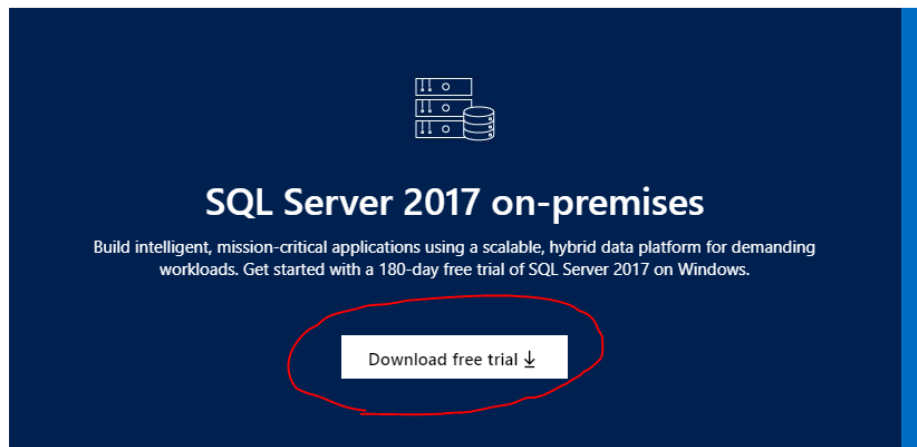 SQL Server 2017 on-premises
Build intelligent, mission-critical applications using a scalable, hybrid data platform for demanding
workloads. Get started with a 180-day free trial of SQL Server 2017 on Windows.
Download free trial